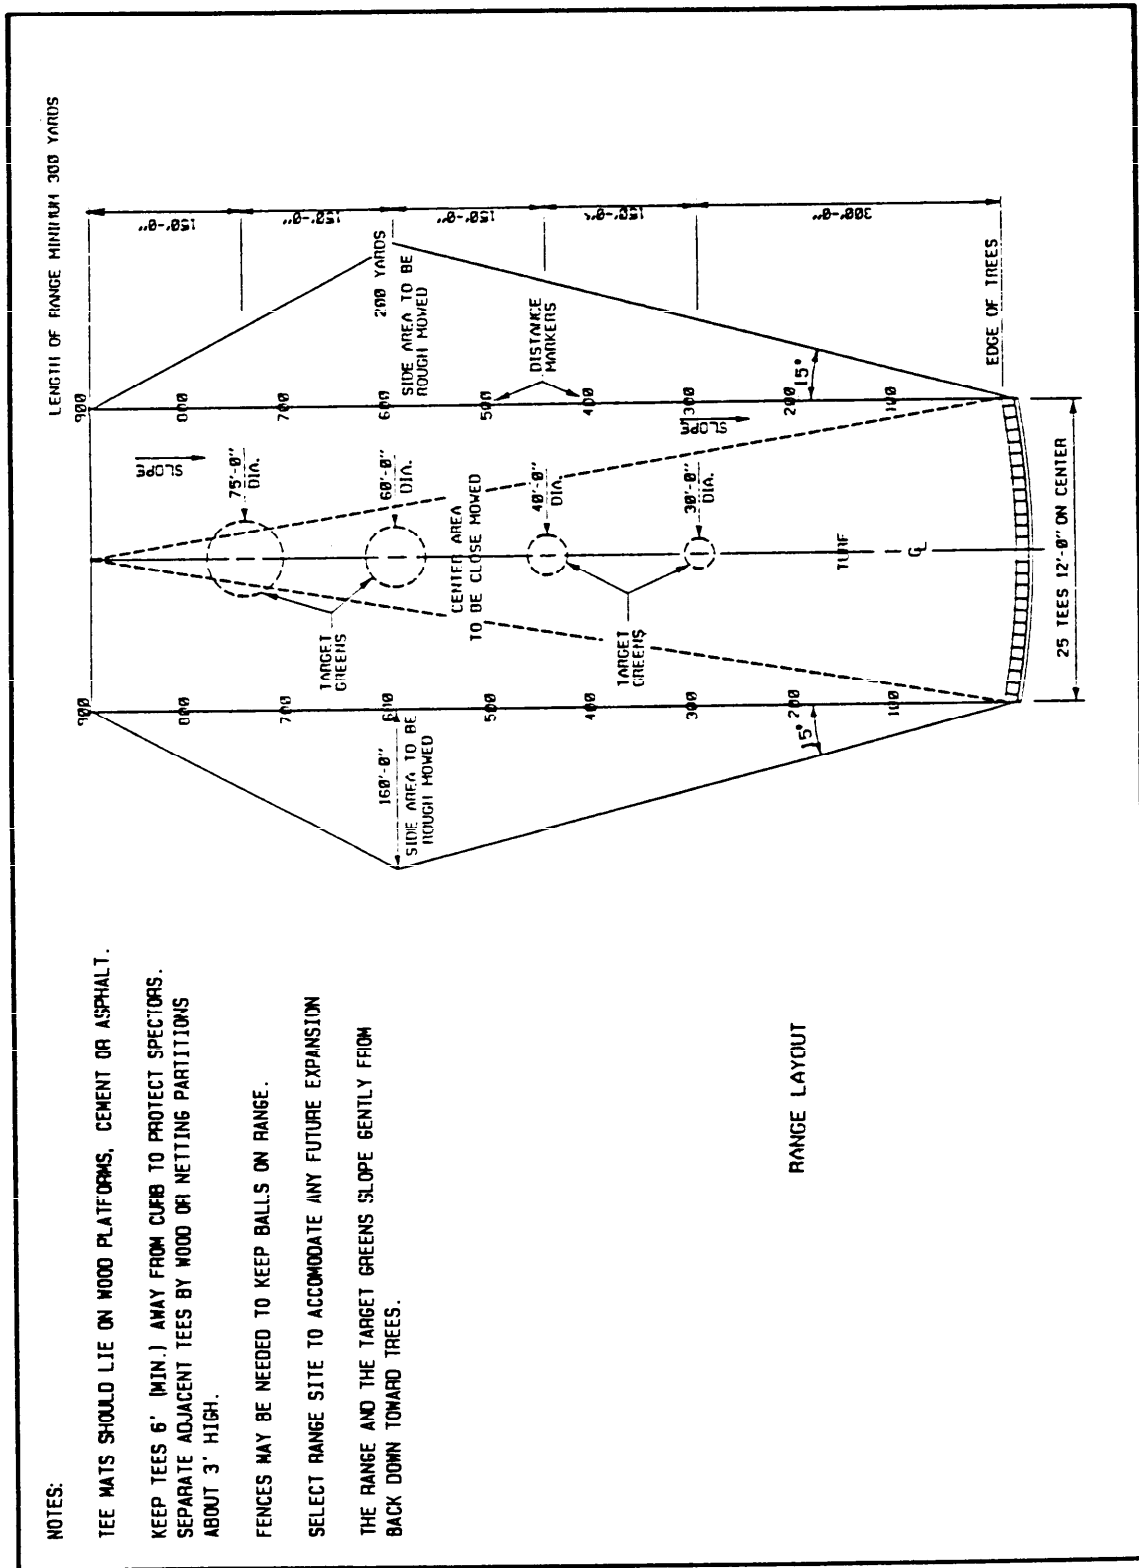 NOTES:
TEE MATS SHOULD LIE ON WOOD PLATFORMS, CEMENT OR ASPHALT.
KEEP TEES 6' (MIN.) AWAY FROM CURB TO PROTECT SPECTORS.
SEPARATE ADJACENT TEES BY WOOD OR NETTING PARTITIONS
ABOUT 3' HIGH.
FENCES MAY BE NEEDED TO KEEP BALLS ON RANGE.
SELECT RANGE SITE TO ACCOMODATE ANY FUTURE EXPANSION
THE RANGE AND THE TARGET GREENS SLOPE GENTLY FROM
BACK DOWN TOWARD TREES.
RANGE LAYOUT
LENGTH OF RANGE MINIMUM 300 YARDS
900
800
700
600
500
400
300
200
100
160'-0"
SIDE AREA TO BE
ROUGH MOWED
15°
TARGET
GREENS
TARGET
GREENS
CENTER AREA
TO BE CLOSE MOWED
75'-0"
DIA.
60'-0"
DIA.
40'-0"
DIA.
30'-0"
DIA.
SLOPE
SLOPE
TURF
CL
25 TEES 12'-0" ON CENTER
900
800
700
600
500
400
300
200
100
200 YARDS
SIDE AREA TO BE
ROUGH MOWED
DISTANCE
MARKERS
15°
EDGE OF TREES
150'-0"
150'-0"
150'-0"
150'-0"
300'-0"